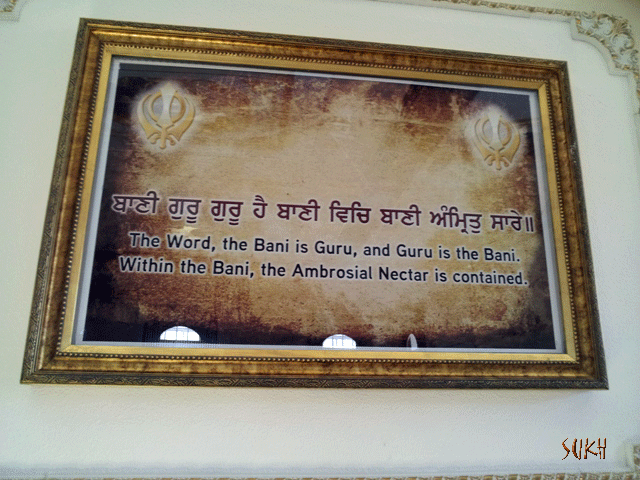 ਬਾਣੀ ਗੁਰੂ ਗੁਰੂ ਹੈ ਬਾਣੀ ਵਿਚਿ ਬਾਣੀ ਅੰਮ੍ਰਿਤੁ ਸਾਰੇ॥
The Word, the Bani is Guru, and Guru is the Bani.
Within the Bani, the Ambrosial Nectar is contained.
SUKH